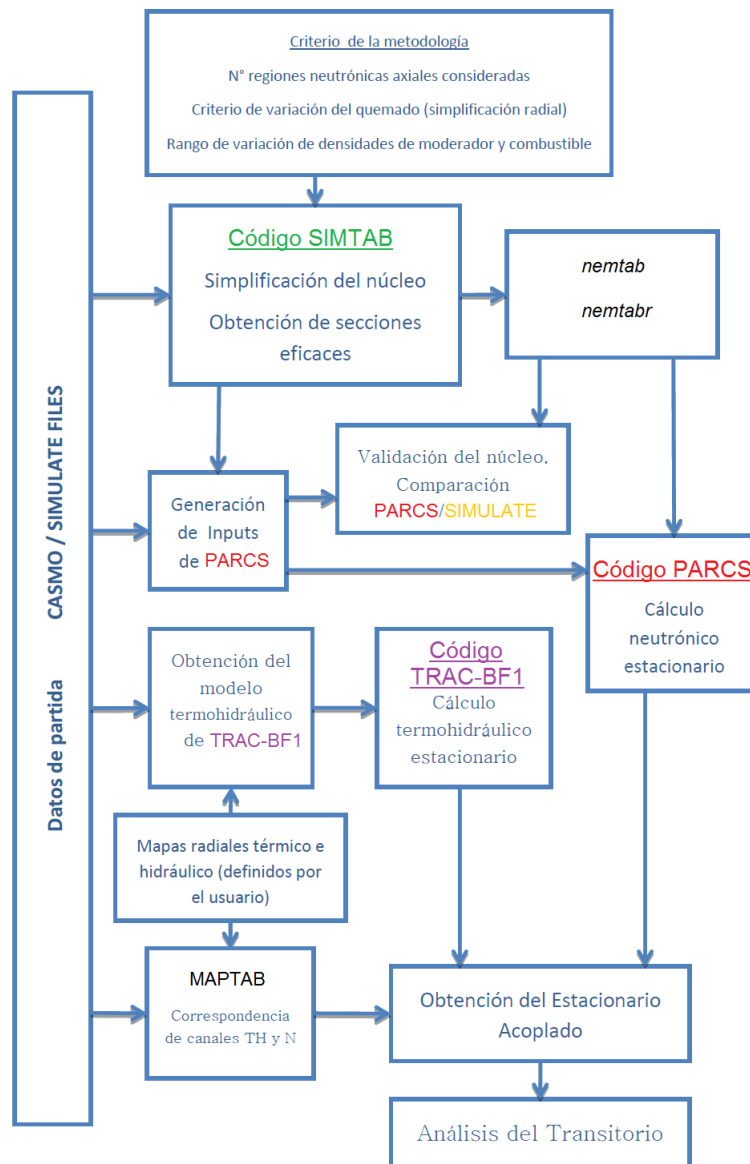 Criterio de la metodología
N° regiones neutrónicas axiales consideradas
Criterio de variación del quemado (simplificación radial)
Rango de variación de densidades de moderador y combustible
Datos de partida CASMO / SIMULATE FILES
Código SIMTAB
Simplificación del núcleo
Obtención de secciones
eficaces
nemtab
nemtabr
Generación
de Inputs
de PARCS
Validación del núcleo.
Comparación
PARCS/SIMULATE
Código PARCS
Cálculo
neutrónico
estacionario
Obtención del
modelo
termohidráulico
de TRAC-BF1
Código
TRAC-BF1
Cálculo
termohidráulico
estacionario
Mapas radiales térmico e
hidráulico (definidos por
el usuario)
MAPTAB
Correspondencia
de canales TH y N
Obtención del Estacionario
Acoplado
Análisis del Transitorio